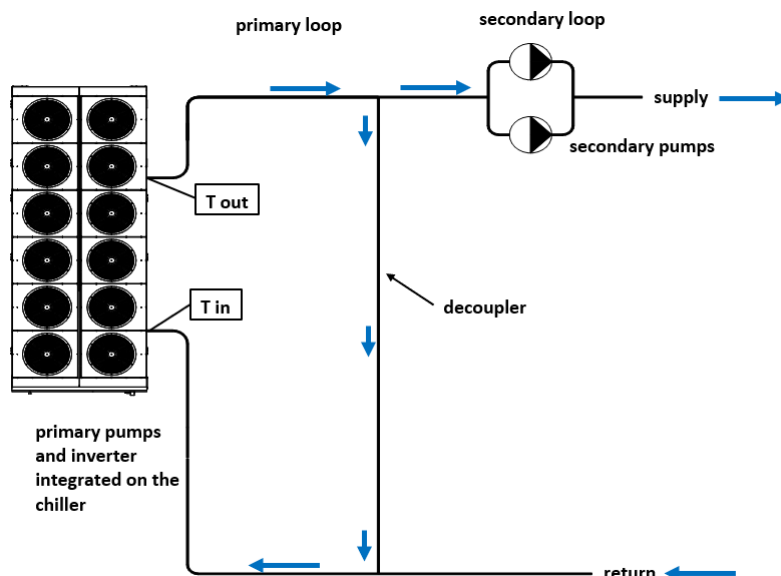 primary loop
secondary loop
supply
secondary pumps
T out
T in
decoupler
primary pumps
and inverter
integrated on the
chiller
return